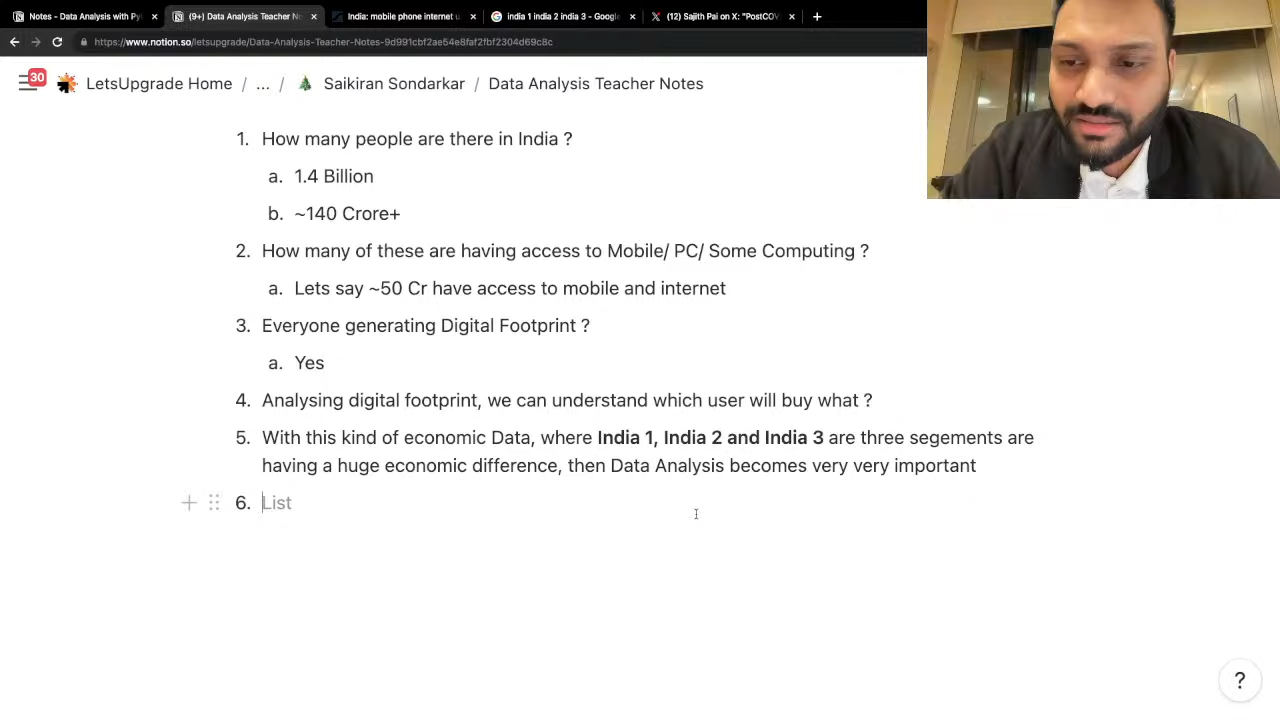 Notes - Data Analysis with Py
(9+) Data Analysis Teacher N
India: mobile phone internet u
india 1 india 2 india 3 - Google
(12) Sajith Pai on X: "PostCOV
https://www.notion.so/letsupgrade/Data-Analysis-Teacher-Notes-9d991cbf2ae54e8faf2fbf2304d69c8c
30 LetsUpgrade Home / ... / Saikiran Sondarkar / Data Analysis Teacher Notes
1. How many people are there in India ?
a. 1.4 Billion
b. ~140 Crore+
2. How many of these are having access to Mobile/ PC/ Some Computing ?
a. Lets say ~50 Cr have access to mobile and internet
3. Everyone generating Digital Footprint ?
a. Yes
4. Analysing digital footprint, we can understand which user will buy what ?
5. With this kind of economic Data, where India 1, India 2 and India 3 are three segements are
having a huge economic difference, then Data Analysis becomes very very important
6. List
?